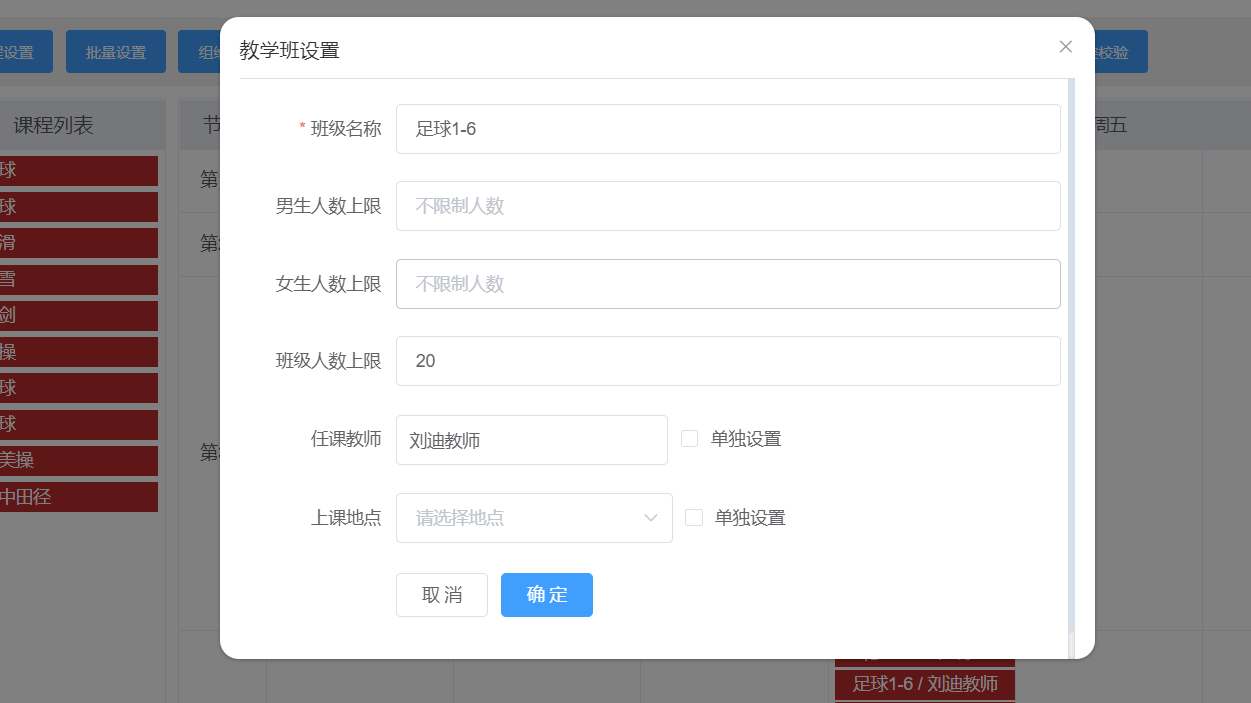 设置
批量设置
校验
教学班设置
课程列表
节
周五
* 班级名称
足球1-6
男生人数上限
不限制人数
女生人数上限
不限制人数
班级人数上限
20
任课教师
刘迪教师
单独设置
上课地点
请选择地点
单独设置
取 消
确 定
球
球
滑
雪
剑
操
球
球
美操
中田径
第
第
第
足球1-6 / 刘迪教师